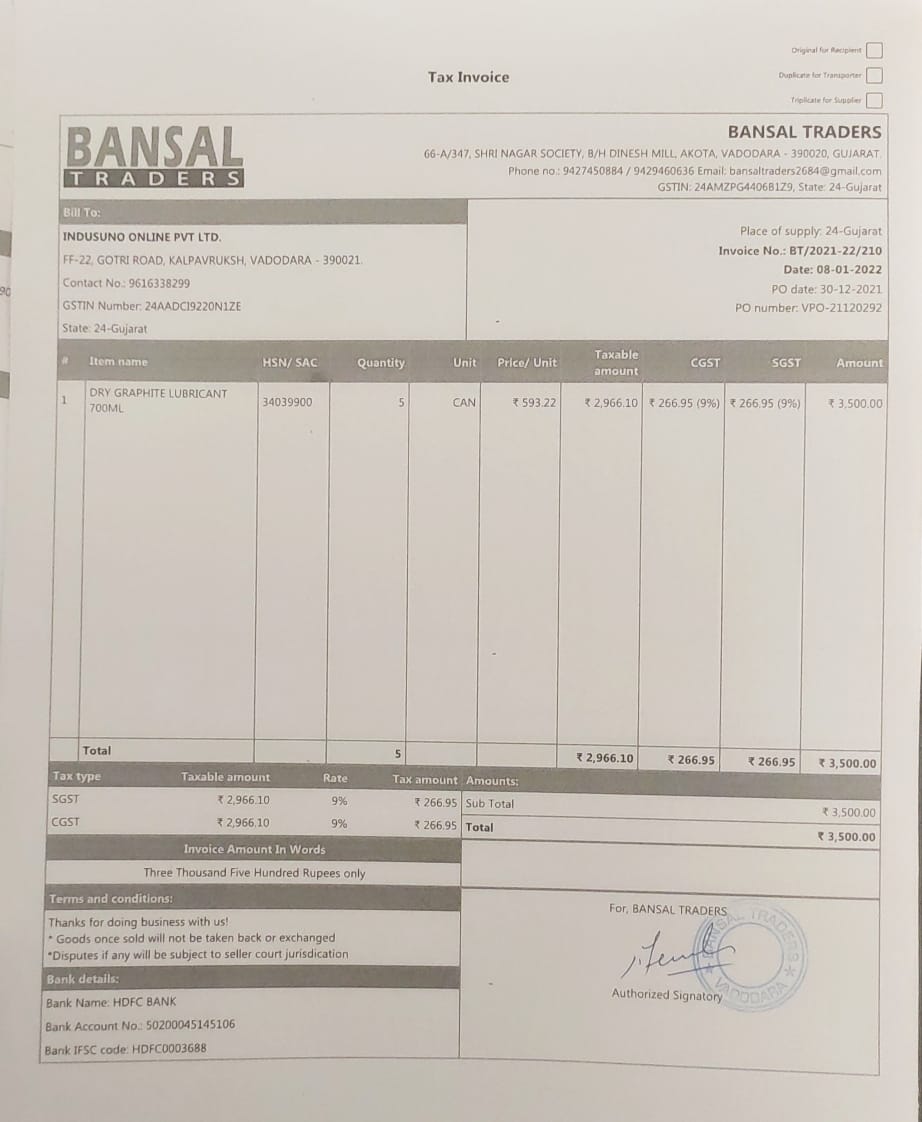 Original for Recipient
Duplicate for Transporter
Triplicate for Supplier
Tax Invoice
BANSAL
TRADERS
BANSAL TRADERS
66-A/347, SHRI NAGAR SOCIETY, B/H DINESH MILL, AKOTA, VADODARA - 390020, GUJARAT.
Phone no.: 9427450884 / 9429460636 Email: bansaltraders2684@gmail.com
GSTIN: 24AMZPG4406B1Z9, State: 24-Gujarat
Bill To:
INDUSUNO ONLINE PVT LTD.
FF-22, GOTRI ROAD, KALPAVRUKSH, VADODARA - 390021.
Contact No.: 9616338299
GSTIN Number: 24AADCI9220N1ZE
State: 24-Gujarat
Place of supply: 24-Gujarat
Invoice No.: BT/2021-22/210
Date: 08-01-2022
PO date: 30-12-2021
PO number: VPO-21120292
# Item name HSN/ SAC Quantity Unit Price/ Unit Taxable amount CGST SGST Amount
1 DRY GRAPHITE LUBRICANT 700ML 34039900 5 CAN ₹ 593.22 ₹ 2,966.10 ₹ 266.95 (9%) ₹ 266.95 (9%) ₹ 3,500.00
Total 5 ₹ 2,966.10 ₹ 266.95 ₹ 266.95 ₹ 3,500.00
Tax type Taxable amount Rate Tax amount
SGST ₹ 2,966.10 9% ₹ 266.95
CGST ₹ 2,966.10 9% ₹ 266.95
Amounts:
Sub Total ₹ 3,500.00
Total ₹ 3,500.00
Invoice Amount In Words
Three Thousand Five Hundred Rupees only
Terms and conditions:
Thanks for doing business with us!
* Goods once sold will not be taken back or exchanged
*Disputes if any will be subject to seller court jurisdication
Bank details:
Bank Name: HDFC BANK
Bank Account No.: 50200045145106
Bank IFSC code: HDFC0003688
For, BANSAL TRADERS
BANSAL TRADERS
★ VADODARA ★
Authorized Signatory
90